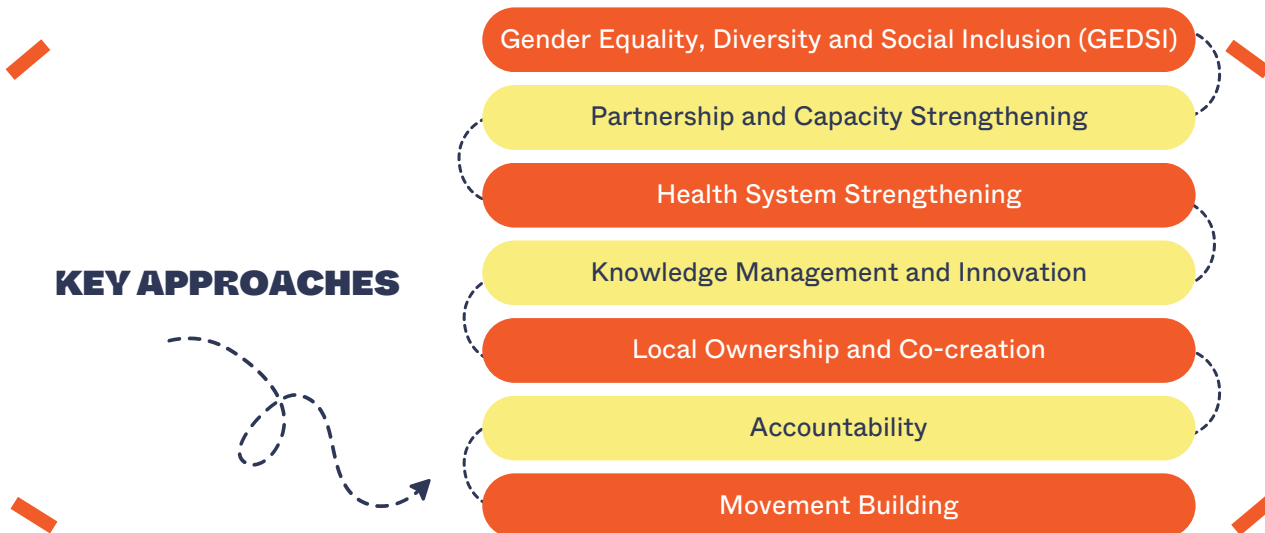 KEY APPROACHES
Gender Equality, Diversity and Social Inclusion (GEDSI)
Partnership and Capacity Strengthening
Health System Strengthening
Knowledge Management and Innovation
Local Ownership and Co-creation
Accountability
Movement Building